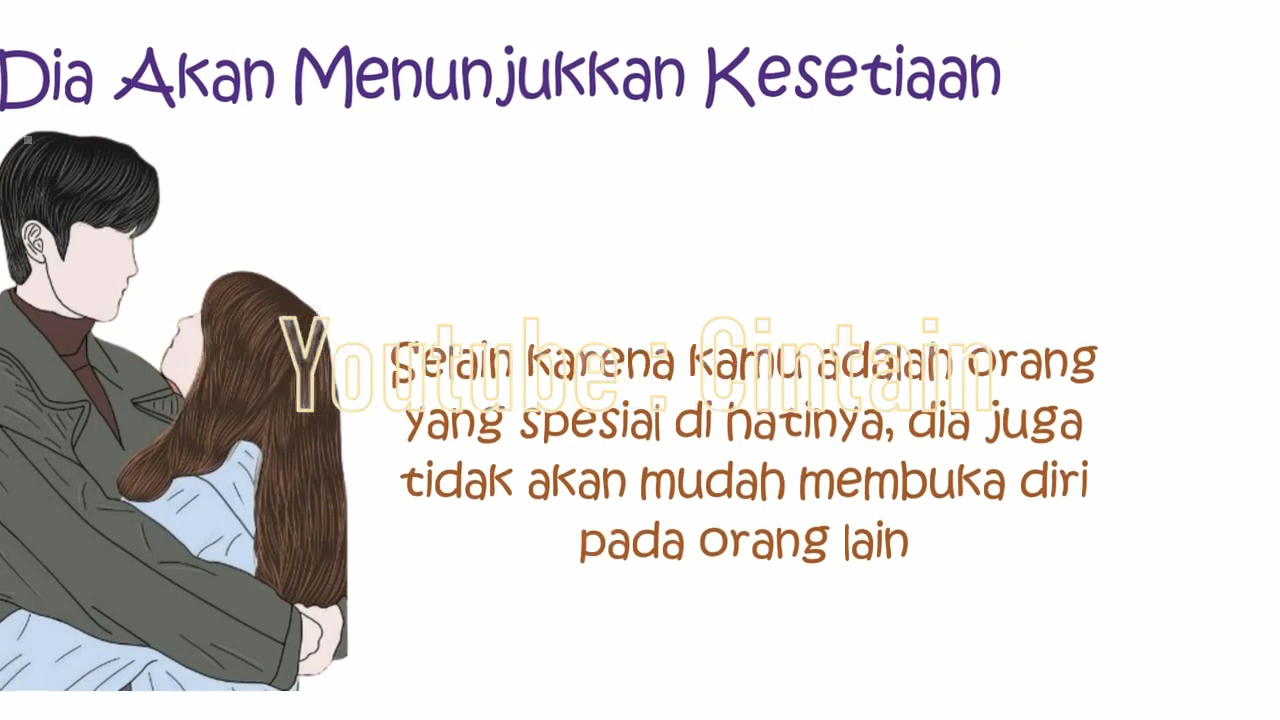 Dia Akan Menunjukkan Kesetiaan
Selain karena kamu adalah orang
Youtube : Cintain
yang spesial di hatinya, dia juga
tidak akan mudah membuka diri
pada orang lain